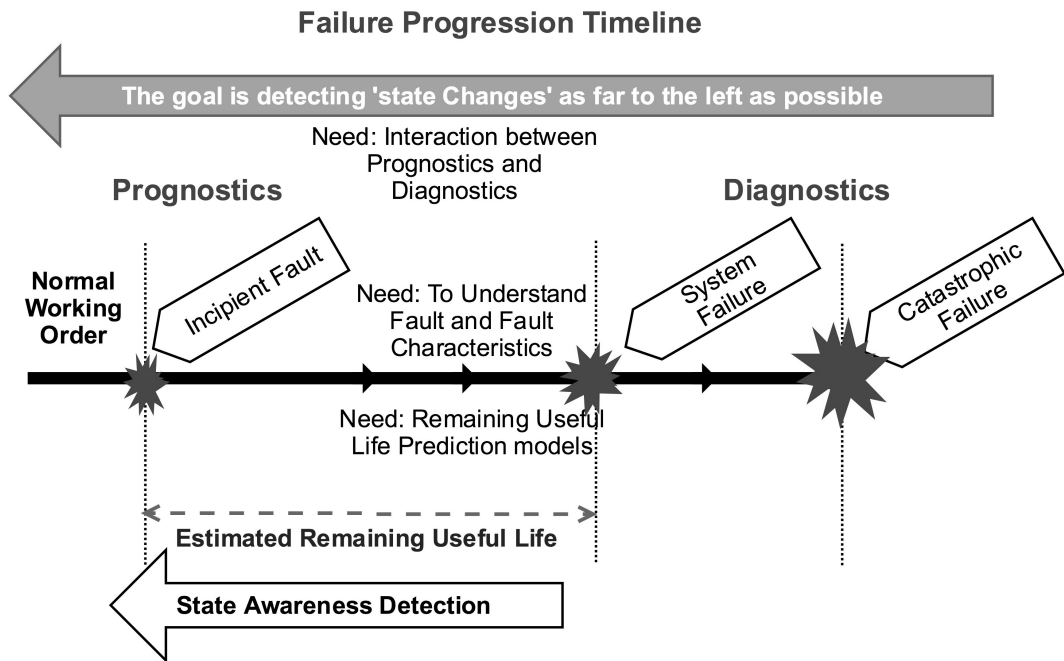 Failure Progression Timeline
The goal is detecting 'state Changes' as far to the left as possible
Need: Interaction between
Prognostics and
Diagnostics
Prognostics
Diagnostics
Normal
Working
Order
Incipient Fault
Need: To Understand
Fault and Fault
Characteristics
System
Failure
Catastrophic
Failure
Need: Remaining Useful
Life Prediction models
Estimated Remaining Useful Life
State Awareness Detection